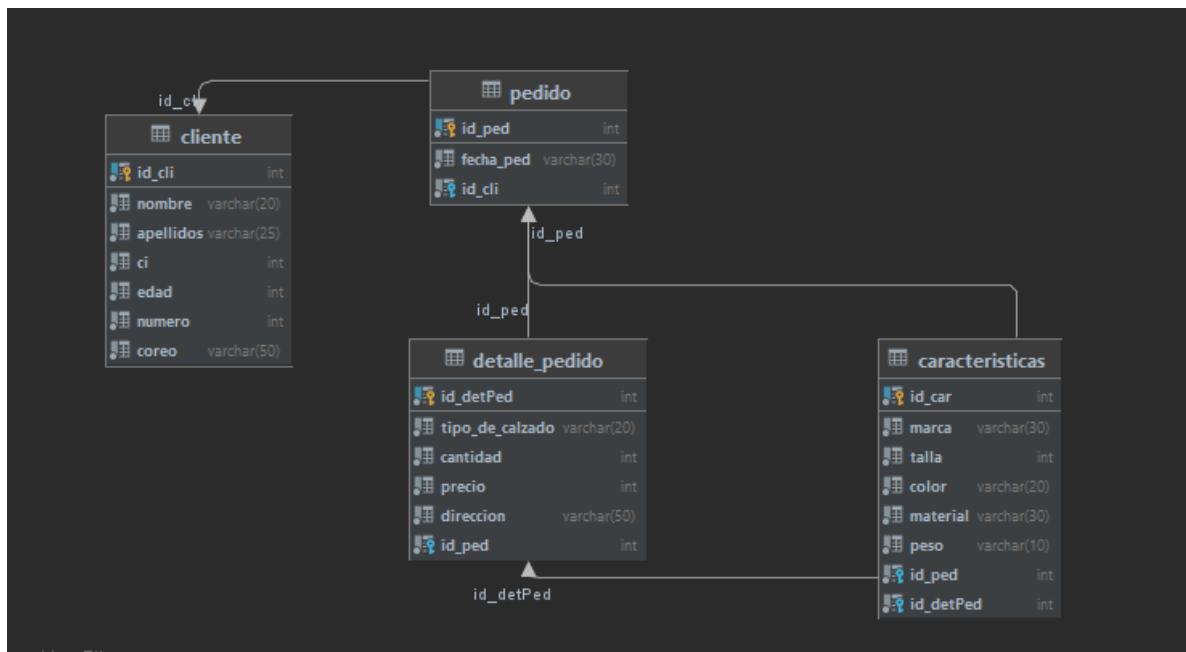 id_c
cliente
id_cli int
nombre varchar(20)
apellidos varchar(25)
ci int
edad int
numero int
coreo varchar(50)
pedido
id_ped int
fecha_ped varchar(30)
id_cli int
id_ped
id_ped
detalle_pedido
id_detPed int
tipo_de_calzado varchar(20)
cantidad int
precio int
direccion varchar(50)
id_ped int
id_detPed
caracteristicas
id_car int
marca varchar(30)
talla int
color varchar(20)
material varchar(30)
peso varchar(10)
id_ped int
id_detPed int